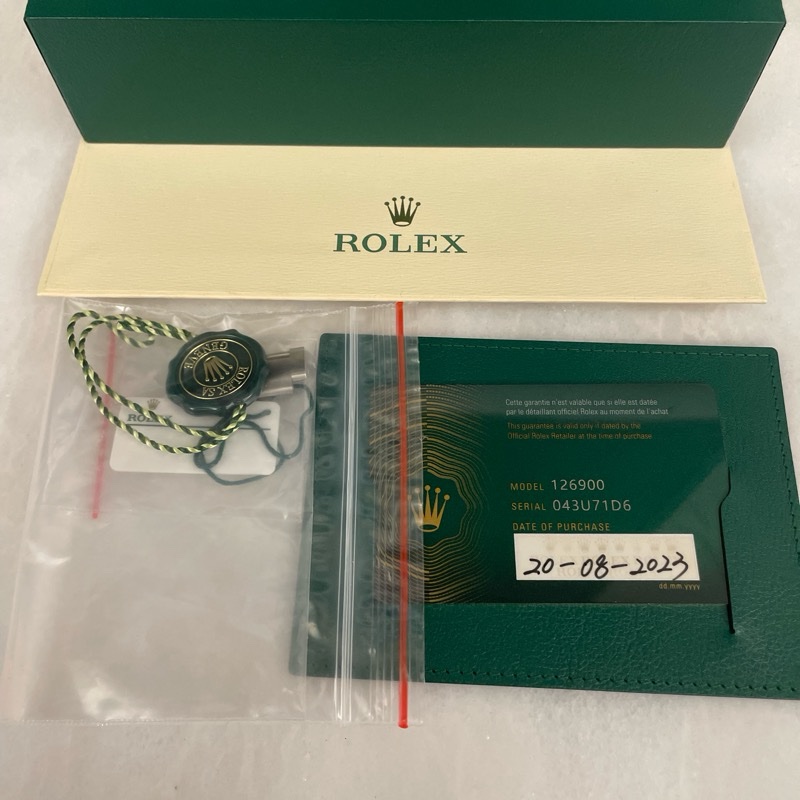 ROLEX
GENEVE
ROLEX SA
ROLEX
Cette garantie n'est valable que si elle est datée
par le détaillant officiel Rolex au moment de l'achat
This guarantee is valid only if dated by the
Official Rolex Retailer at the time of purchase
MODEL 126900
SERIAL 043U71D6
DATE OF PURCHASE
20-08-2023
dd.mm.yyyy